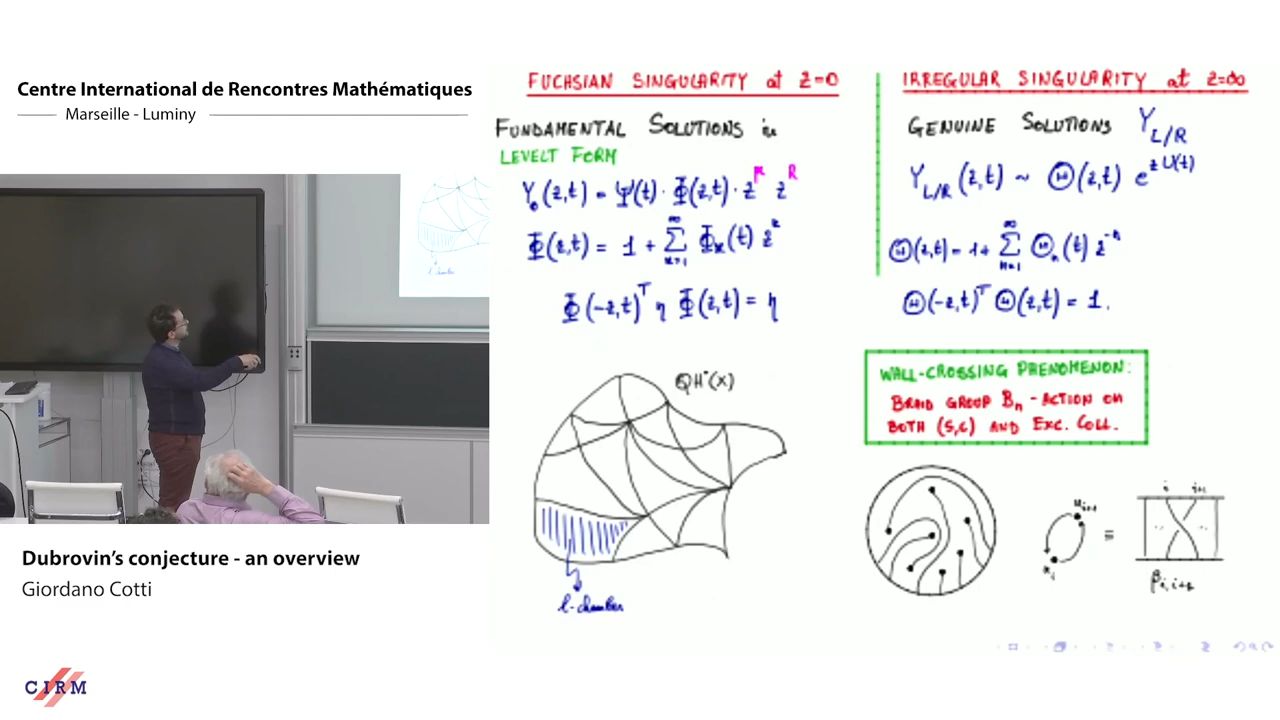 Centre International de Rencontres Mathématiques
Marseille - Luminy
Dubrovin's conjecture - an overview
Giordano Cotti
CIRM
FUCHSIAN SINGULARITY at z=0
FUNDAMENTAL SOLUTIONS in
LEVELT FORM
Y₀(z,t) = Ψ(t) · Φ(z,t) · z^μ z^R
Φ(z,t) = 1 + Σ_{k=1}^∞ Φ_k(t) z^k
Φ(-z,t)^T η Φ(z,t) = η
QH^•(X)
l-chamber
IRREGULAR SINGULARITY at z=∞
GENUINE SOLUTIONS Y_{L/R}
Y_{L/R}(z,t) ~ Θ(z,t) e^{zU(t)}
Θ(z,t) = 1+ Σ_{k=1}^∞ Θ_k(t) z^{-k}
Θ(-z,t)^T Θ(z,t) = 1.
WALL-CROSSING PHENOMENON:
BRAID GROUP B_n - ACTION ON
BOTH (S,C) AND EXC. COLL.
u_{i+1}
u_i
≡
i i+1
β_{i,i+1}